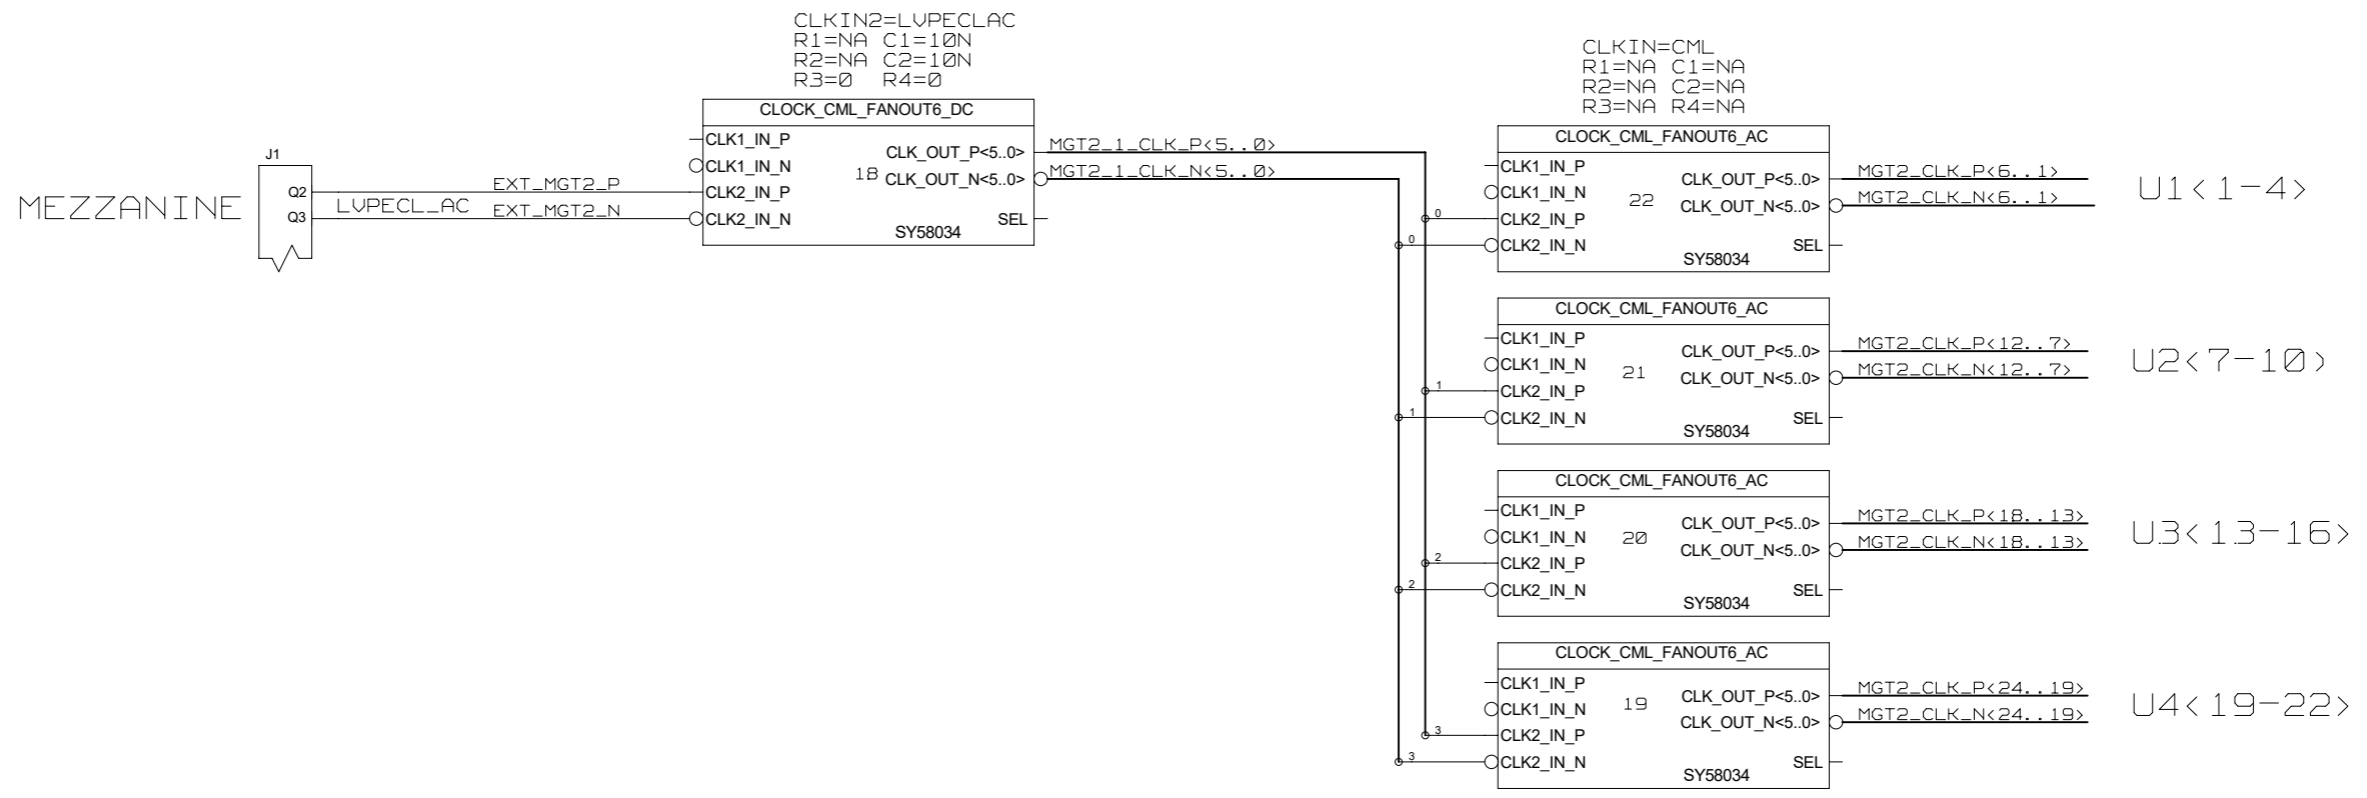 CLKIN2=LVPECLAC
R1=NA C1=10N
R2=NA C2=10N
R3=0 R4=0
CLOCK_CML_FANOUT6_DC
CLK1_IN_P
CLK1_IN_N
CLK2_IN_P
CLK2_IN_N
18
CLK_OUT_P<5..0>
CLK_OUT_N<5..0>
SEL
SY58034
MEZZANINE
J1
Q2
Q3
LVPECL_AC
EXT_MGT2_P
EXT_MGT2_N
MGT2_1_CLK_P<5..0>
MGT2_1_CLK_N<5..0>
CLKIN=CML
R1=NA C1=NA
R2=NA C2=NA
R3=NA R4=NA
CLOCK_CML_FANOUT6_AC
0
0
CLK1_IN_P
CLK1_IN_N
CLK2_IN_P
CLK2_IN_N
22
CLK_OUT_P<5..0>
CLK_OUT_N<5..0>
SEL
SY58034
MGT2_CLK_P<6..1>
MGT2_CLK_N<6..1>
U1<1-4>
CLOCK_CML_FANOUT6_AC
1
1
CLK1_IN_P
CLK1_IN_N
CLK2_IN_P
CLK2_IN_N
21
CLK_OUT_P<5..0>
CLK_OUT_N<5..0>
SEL
SY58034
MGT2_CLK_P<12..7>
MGT2_CLK_N<12..7>
U2<7-10>
CLOCK_CML_FANOUT6_AC
2
2
CLK1_IN_P
CLK1_IN_N
CLK2_IN_P
CLK2_IN_N
20
CLK_OUT_P<5..0>
CLK_OUT_N<5..0>
SEL
SY58034
MGT2_CLK_P<18..13>
MGT2_CLK_N<18..13>
U3<13-16>
CLOCK_CML_FANOUT6_AC
3
3
CLK1_IN_P
CLK1_IN_N
CLK2_IN_P
CLK2_IN_N
19
CLK_OUT_P<5..0>
CLK_OUT_N<5..0>
SEL
SY58034
MGT2_CLK_P<24..19>
MGT2_CLK_N<24..19>
U4<19-22>